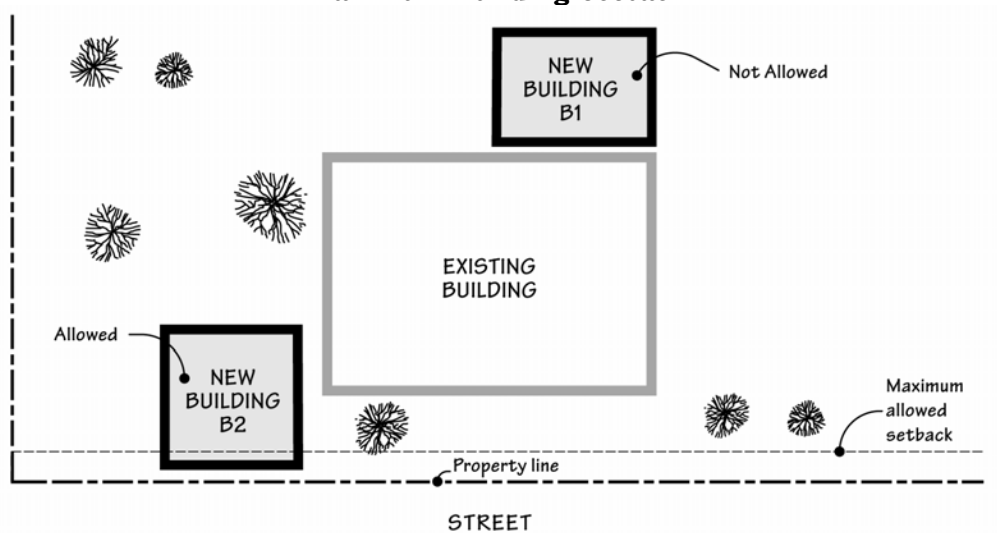 NEW
BUILDING
B1
Not Allowed
EXISTING
BUILDING
Allowed
NEW
BUILDING
B2
Maximum
allowed
setback
Property line
STREET